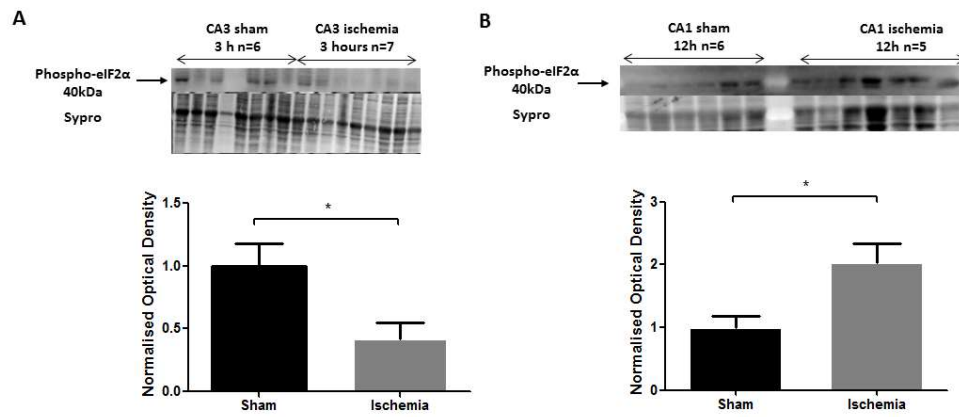 A
CA3 sham
3 h n=6
CA3 ischemia
3 hours n=7
Phospho-eIF2α
40kDa
Sypro
Normalised Optical Density
1.5
1.0
0.5
0.0
*
Sham
Ischemia
B
CA1 sham
12h n=6
CA1 ischemia
12h n=5
Phospho-eIF2α
40kDa
Sypro
Normalised Optical Density
3
2
1
0
*
Sham
Ischemia